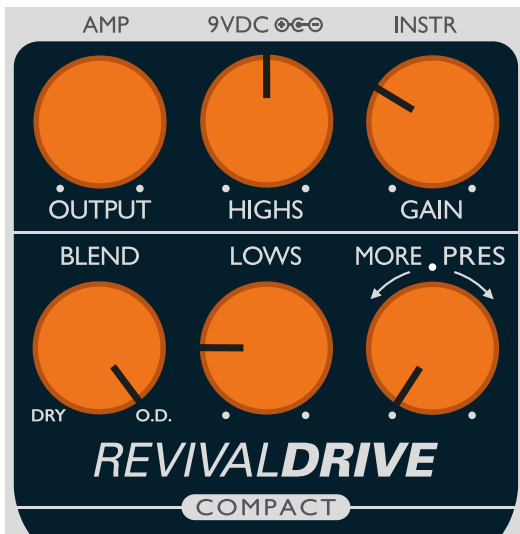 AMP 9VDC INSTR
OUTPUT HIGHS GAIN
BLEND LOWS MORE PRES
DRY O.D.
REVIVALDRIVE
COMPACT